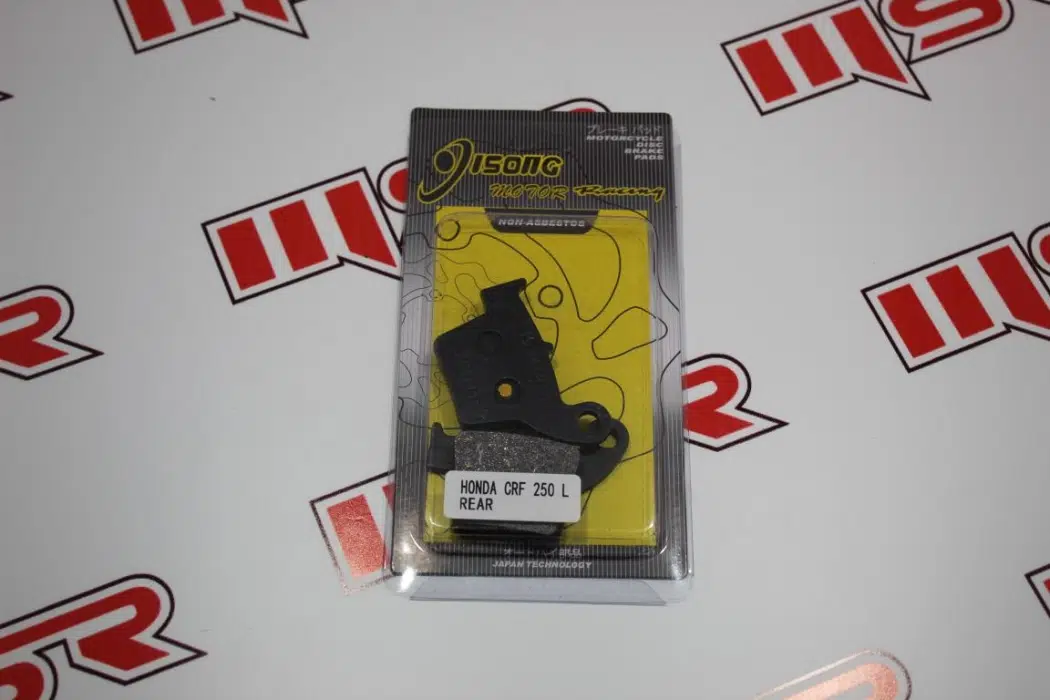 ブレーキ パッド
MOTORCYCLE
DISC
BRAKE
PADS
JISONG
MOTOR Racing
NON-ASBESTOS
HONDA CRF 250 L
REAR
JAPAN TECHNOLOGY